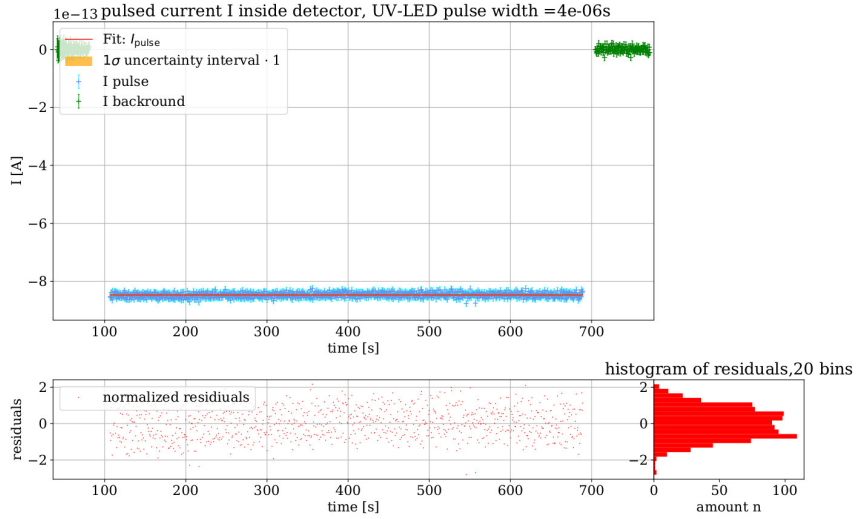 1e−13
pulsed current I inside detector, UV-LED pulse width =4e-06s
Fit: Ipulse
1σ uncertainty interval · 1
I pulse
I backround
0
−2
−4
−6
−8
I [A]
100 200 300 400 500 600 700
time [s]
histogram of residuals,20 bins
normalized residiuals
2
0
−2
residuals
2
0
−2
100 200 300 400 500 600 700
time [s]
0 50 100
amount n